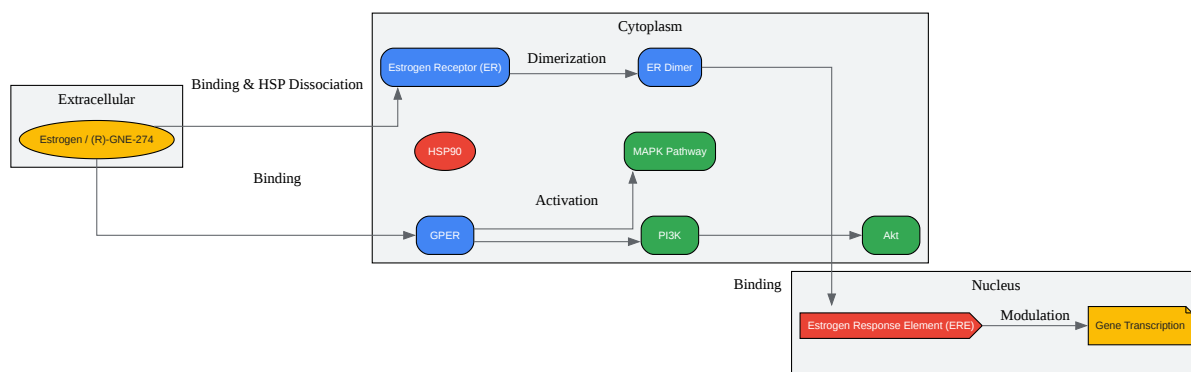 Cytoplasm
Estrogen Receptor (ER)
Dimerization
ER Dimer
Binding & HSP Dissociation
Extracellular
Estrogen / (R)-GNE-274
HSP90
MAPK Pathway
Binding
Activation
GPER
PI3K
Akt
Binding
Nucleus
Estrogen Response Element (ERE)
Modulation
Gene Transcription